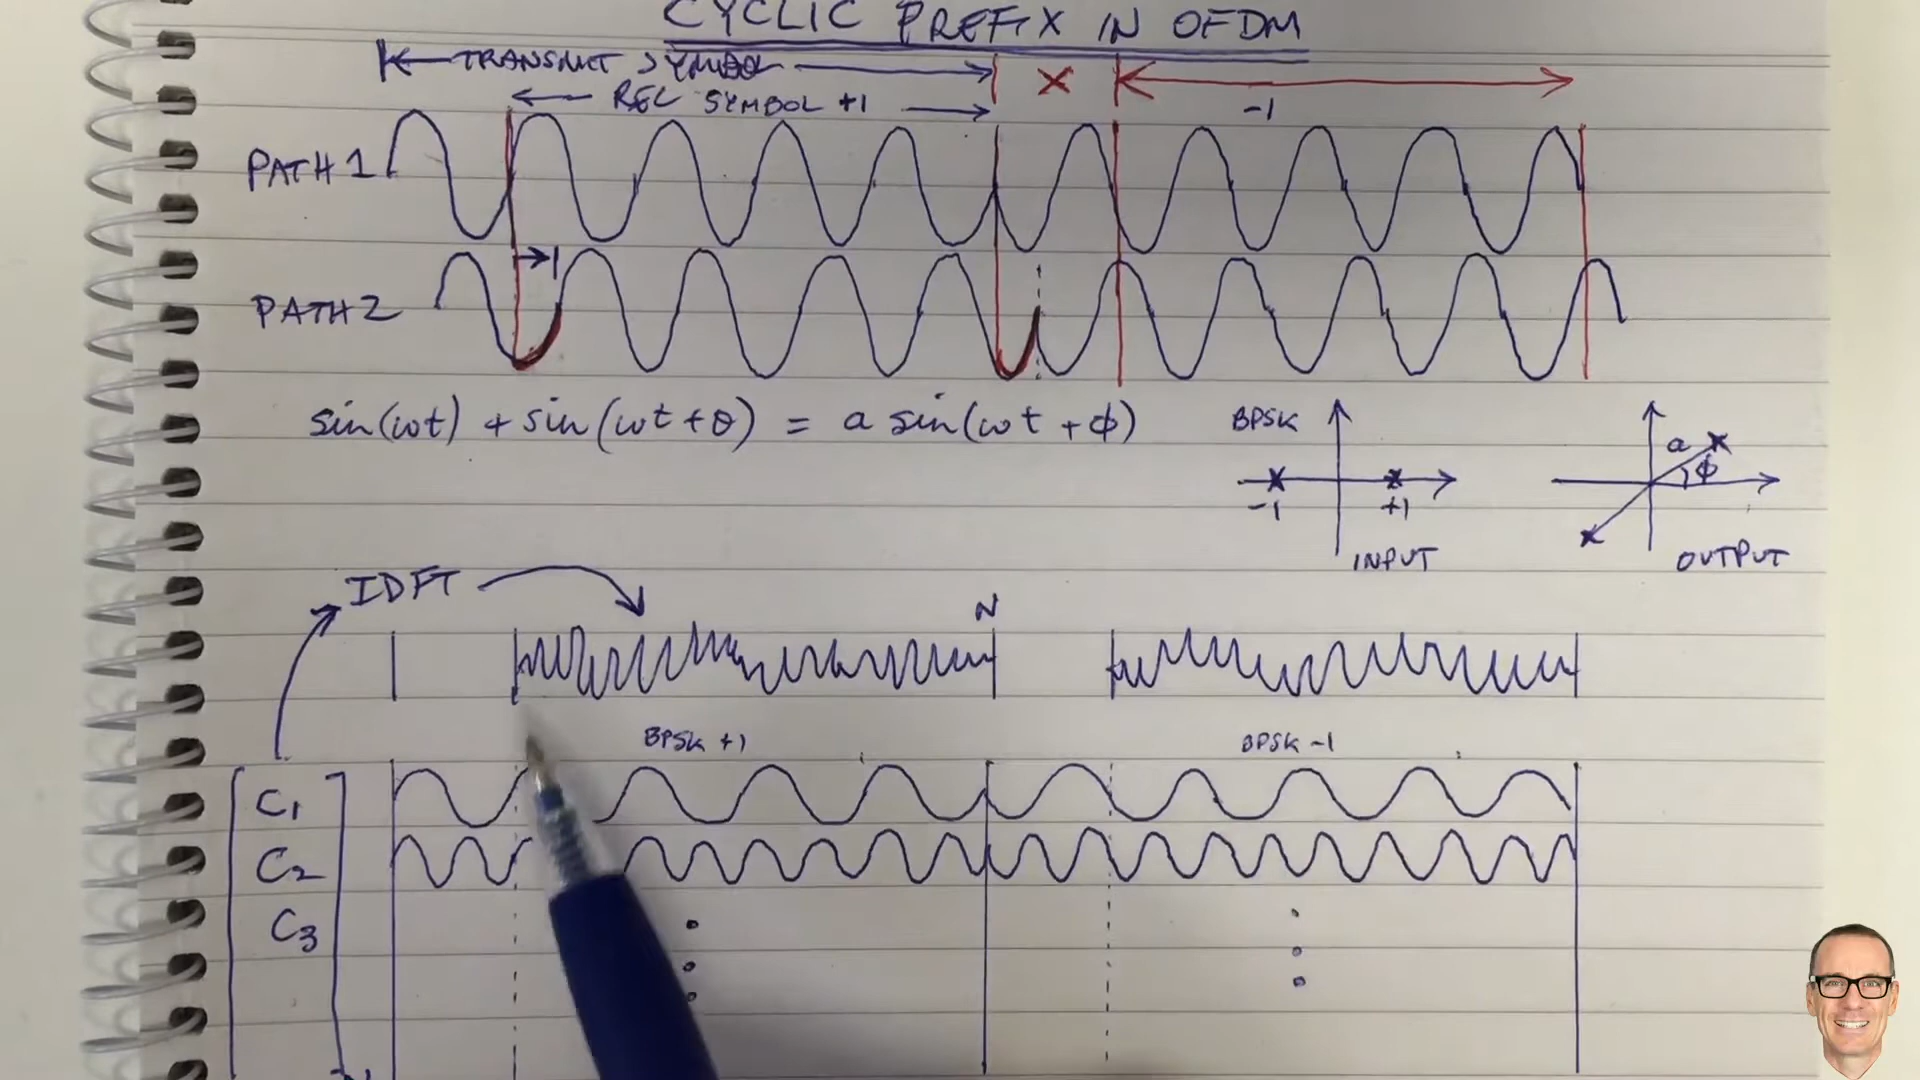 CYCLIC PREFIX IN OFDM
TRANSMIT SYMBOL
X
REC SYMBOL +1
-1
PATH 1
PATH 2
sin(ωt) + sin(ωt + θ) = a sin(ωt + ϕ)
BPSK
-1
+1
INPUT
a
ϕ
OUTPUT
IDFT
N
BPSK +1
BPSK -1
C1
C2
C3